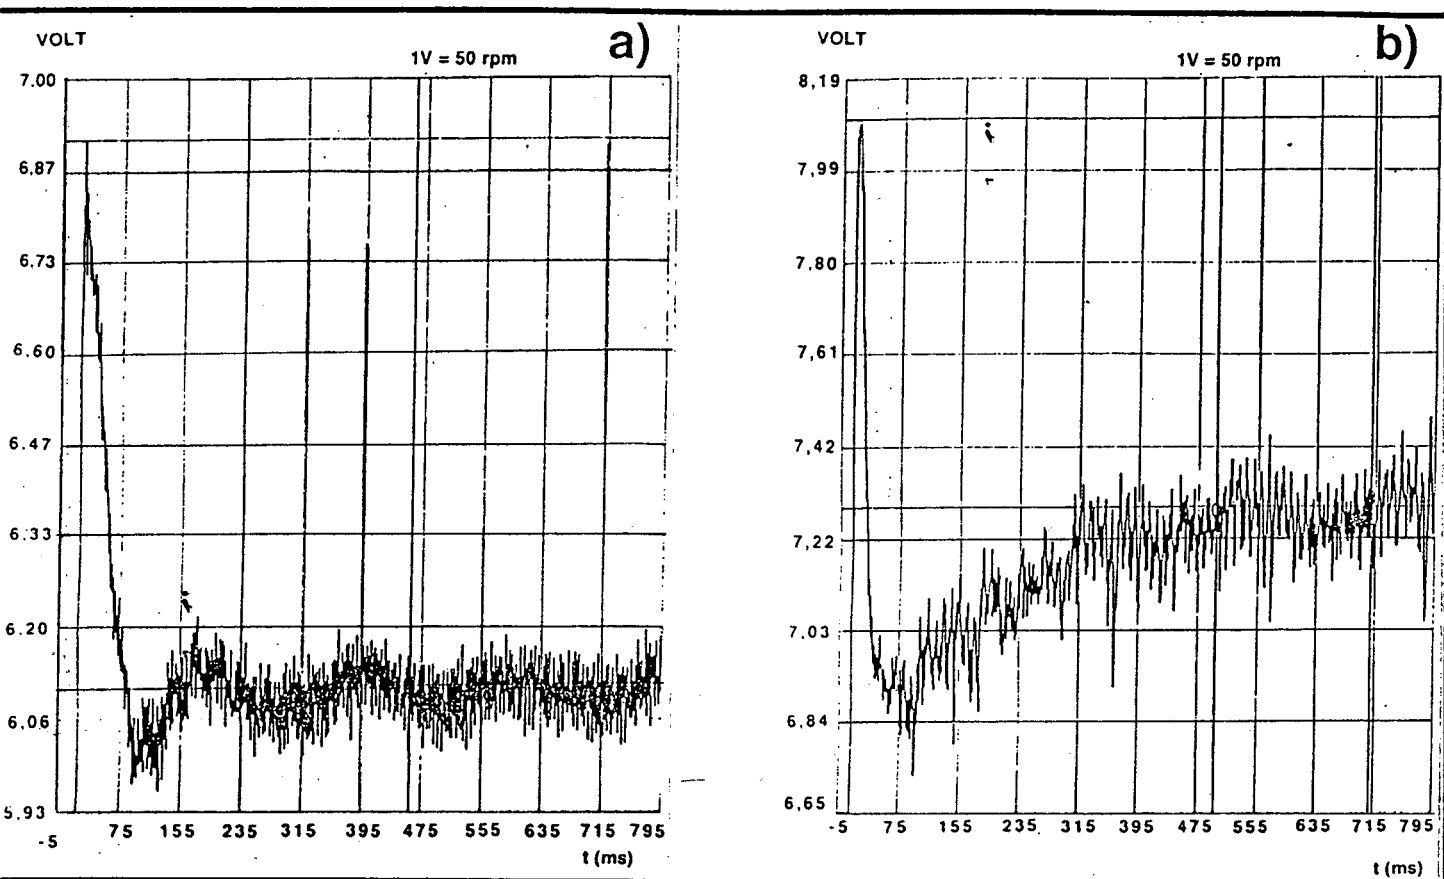 VOLT
a)
1V = 50 rpm
7.00
6.87
6.73
6.60
6.47
6.33
6.20
6.06
5.93
-5 75 155 235 315 395 475 555 635 715 795
t (ms)
VOLT
b)
1V = 50 rpm
8,19
7,99
7,80
7,61
7,42
7,22
7,03
6,84
6,65
-5 75 155 235 315 395 475 555 635 715 795
t (ms)